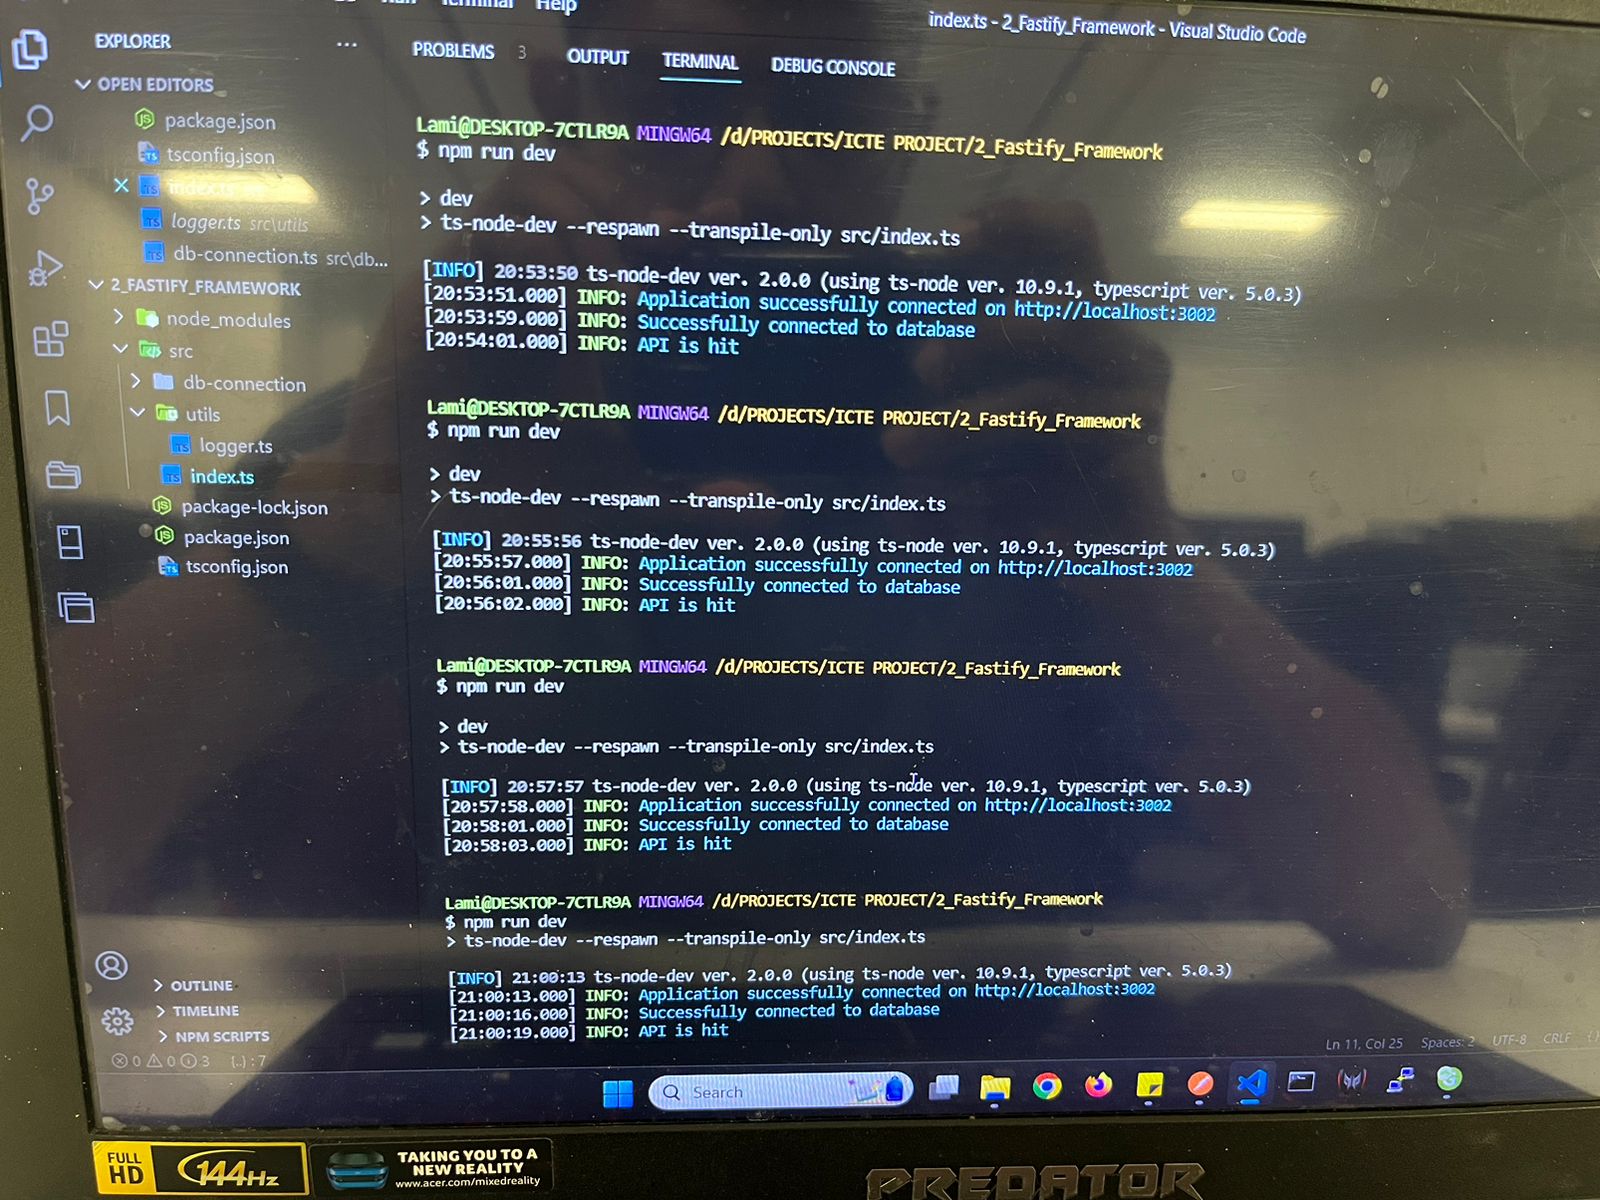 Terminal Help
index.ts - 2_Fastify_Framework - Visual Studio Code
EXPLORER
OPEN EDITORS
package.json
tsconfig.json
index.ts
logger.ts src\utils
db-connection.ts src\db...
2_FASTIFY_FRAMEWORK
node_modules
src
db-connection
utils
logger.ts
index.ts
package-lock.json
package.json
tsconfig.json
OUTLINE
TIMELINE
NPM SCRIPTS
PROBLEMS 3 OUTPUT TERMINAL DEBUG CONSOLE
Lami@DESKTOP-7CTLR9A MINGW64 /d/PROJECTS/ICTE PROJECT/2_Fastify_Framework
$ npm run dev
> dev
> ts-node-dev --respawn --transpile-only src/index.ts
[INFO] 20:53:50 ts-node-dev ver. 2.0.0 (using ts-node ver. 10.9.1, typescript ver. 5.0.3)
[20:53:51.000] INFO: Application successfully connected on http://localhost:3002
[20:53:59.000] INFO: Successfully connected to database
[20:54:01.000] INFO: API is hit
Lami@DESKTOP-7CTLR9A MINGW64 /d/PROJECTS/ICTE PROJECT/2_Fastify_Framework
$ npm run dev
> dev
> ts-node-dev --respawn --transpile-only src/index.ts
[INFO] 20:55:56 ts-node-dev ver. 2.0.0 (using ts-node ver. 10.9.1, typescript ver. 5.0.3)
[20:55:57.000] INFO: Application successfully connected on http://localhost:3002
[20:56:01.000] INFO: Successfully connected to database
[20:56:02.000] INFO: API is hit
Lami@DESKTOP-7CTLR9A MINGW64 /d/PROJECTS/ICTE PROJECT/2_Fastify_Framework
$ npm run dev
> dev
> ts-node-dev --respawn --transpile-only src/index.ts
[INFO] 20:57:57 ts-node-dev ver. 2.0.0 (using ts-node ver. 10.9.1, typescript ver. 5.0.3)
[20:57:58.000] INFO: Application successfully connected on http://localhost:3002
[20:58:01.000] INFO: Successfully connected to database
[20:58:03.000] INFO: API is hit
Lami@DESKTOP-7CTLR9A MINGW64 /d/PROJECTS/ICTE PROJECT/2_Fastify_Framework
$ npm run dev
> ts-node-dev --respawn --transpile-only src/index.ts
[INFO] 21:00:13 ts-node-dev ver. 2.0.0 (using ts-node ver. 10.9.1, typescript ver. 5.0.3)
[21:00:13.000] INFO: Application successfully connected on http://localhost:3002
[21:00:16.000] INFO: Successfully connected to database
[21:00:19.000] INFO: API is hit
0 0 3 {..} : 7
Ln 11, Col 25 Spaces: 2 UTF-8 CRLF
Search
FULL HD 144Hz
TAKING YOU TO A
NEW REALITY
www.acer.com/mixedreality
PREDATOR